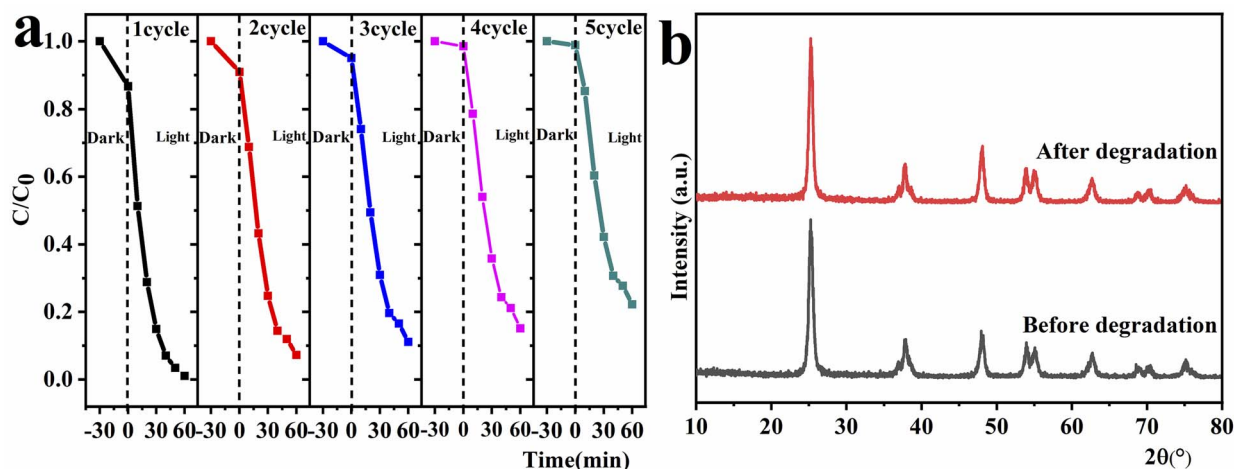 a
1cycle
2cycle
3cycle
4cycle
5cycle
Dark
Light
Dark
Light
Dark
Light
Dark
Light
Dark
Light
C/C0
1.0
0.8
0.6
0.4
0.2
0.0
-30 0 30 60-30 0 30 60-30 0 30 60-30 0 30 60-30 0 30 60
Time(min)
b
After degradation
Before degradation
Intensity (a.u.)
10 20 30 40 50 60 70 80
2θ(°)